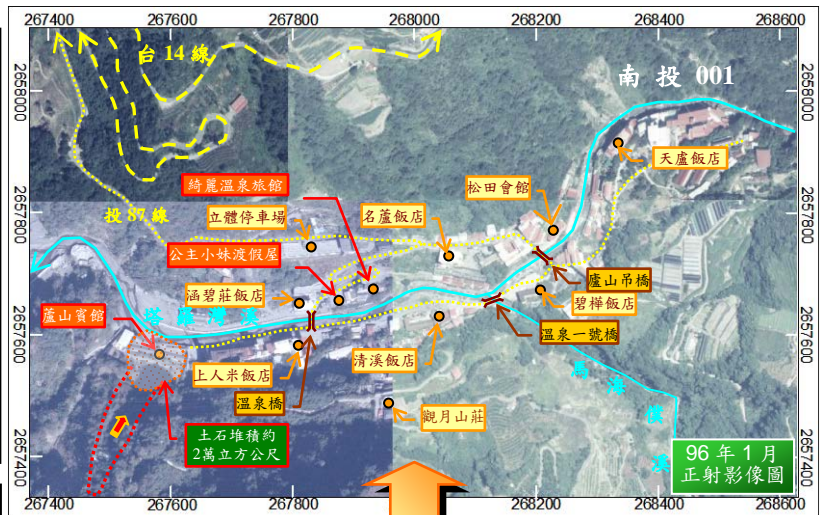 267400 267600 267800 268000 268200 268400 268600
台 14 線
南 投 001
2658000
2658000
天廬飯店
綺麗溫泉旅館
松田會館
投 87 線
立體停車場
名蘆飯店
2657800
2657800
公主小妹渡假屋
涵碧莊飯店
廬山吊橋
碧樺飯店
蘆山賓館
塔羅灣溪
溫泉一號橋
2657600
2657600
上人米飯店
清溪飯店
馬海僕溪
溫泉橋
觀月山莊
土石堆積約
2萬立方公尺
96 年 1 月
正射影像圖
2657400
2657400
267400 267600 267800 268000 268200 268400 268600